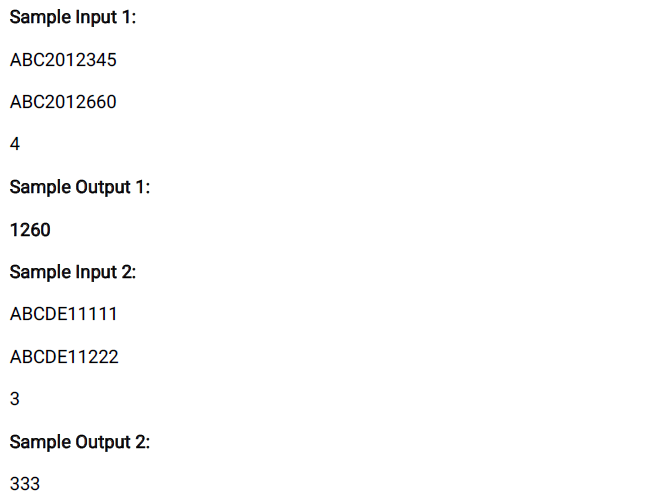 Sample Input 1:
ABC2012345
ABC2012660
4
Sample Output 1:
1260
Sample Input 2:
ABCDE11111
ABCDE11222
3
Sample Output 2:
333